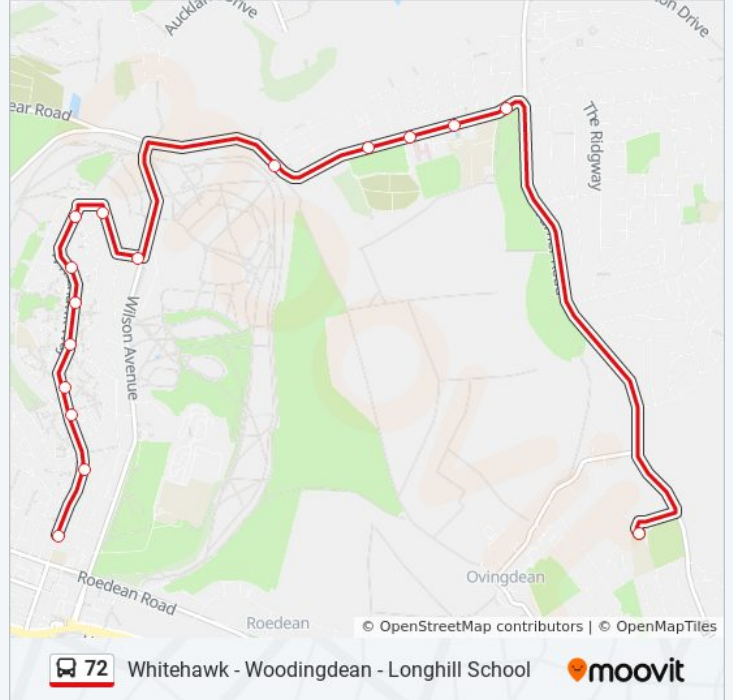 Drive
Drive
ear Road
The Ridgway
Wilson Avenue
Roedean Road
Ovingdean
Roedean
© OpenStreetMap contributors | © OpenMapTiles
72 Whitehawk - Woodingdean - Longhill School moovit